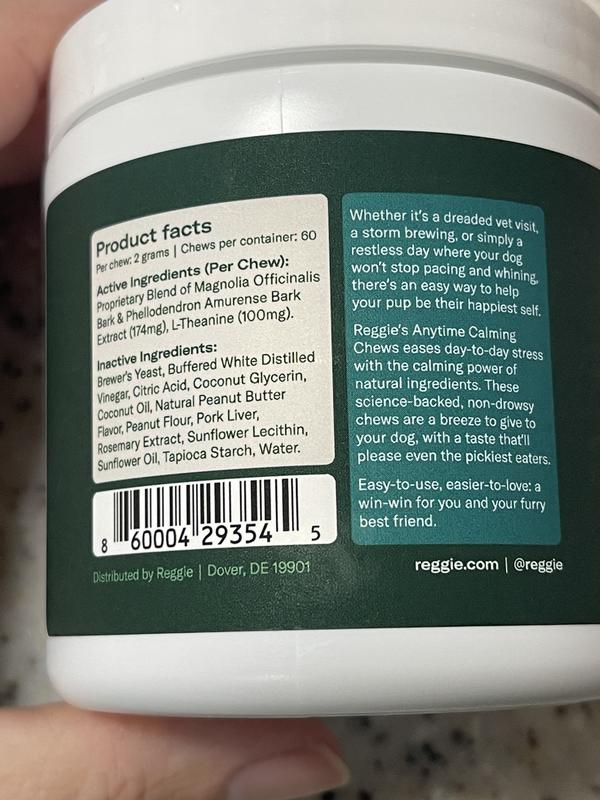 Product facts
Per chew: 2 grams | Chews per container: 60
Active Ingredients (Per Chew):
Proprietary Blend of Magnolia Officinalis
Bark & Phellodendron Amurense Bark
Extract (174mg), L-Theanine (100mg).
Inactive Ingredients:
Brewer's Yeast, Buffered White Distilled
Vinegar, Citric Acid, Coconut Glycerin,
Coconut Oil, Natural Peanut Butter
Flavor, Peanut Flour, Pork Liver,
Rosemary Extract, Sunflower Lecithin,
Sunflower Oil, Tapioca Starch, Water.
8 60004 29354 5
Distributed by Reggie | Dover, DE 19901
Whether it's a dreaded vet visit,
a storm brewing, or simply a
restless day where your dog
won't stop pacing and whining,
there's an easy way to help
your pup be their happiest self.
Reggie's Anytime Calming
Chews eases day-to-day stress
with the calming power of
natural ingredients. These
science-backed, non-drowsy
chews are a breeze to give to
your dog, with a taste that'll
please even the pickiest eaters.
Easy-to-use, easier-to-love: a
win-win for you and your furry
best friend.
reggie.com | @reggie